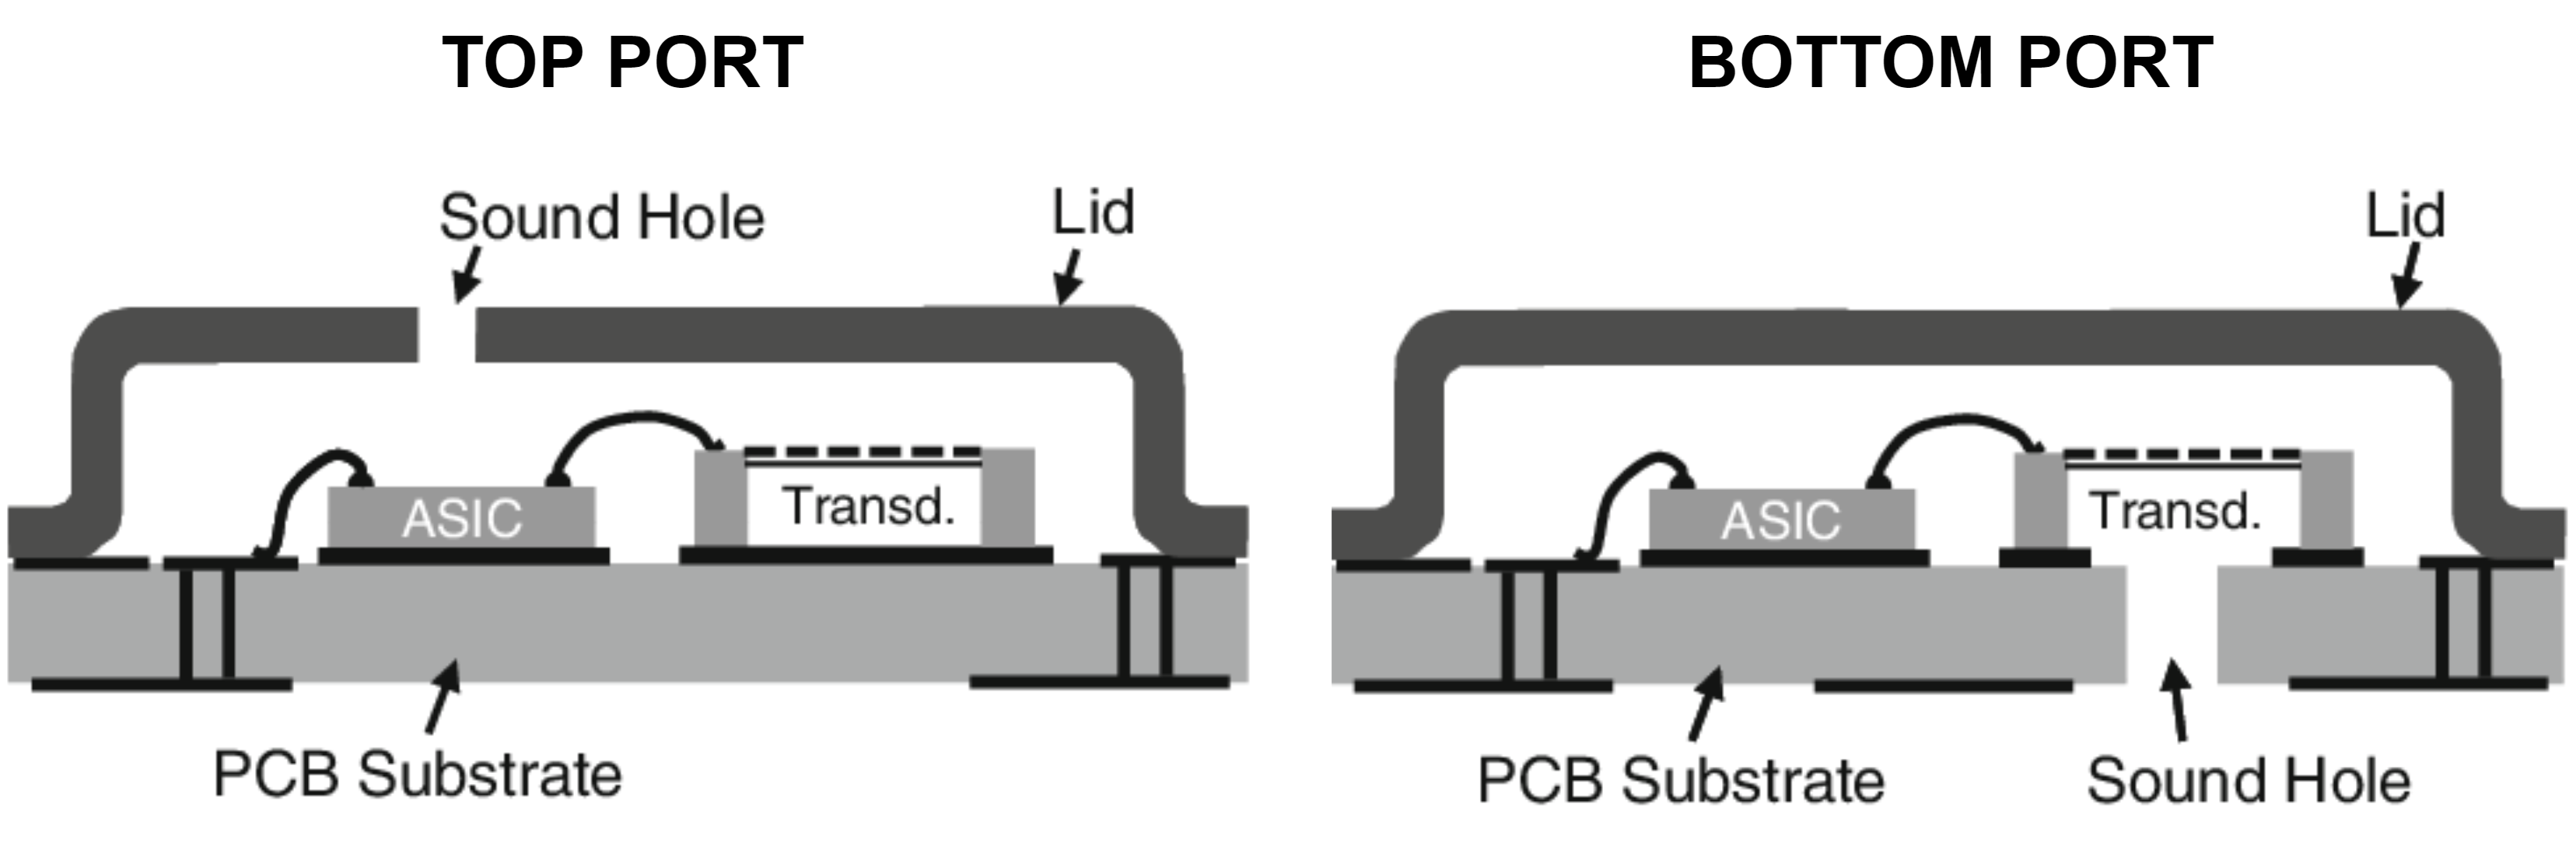 TOP PORT
Sound Hole
Lid
ASIC
Transd.
PCB Substrate
BOTTOM PORT
Lid
ASIC
Transd.
PCB Substrate
Sound Hole